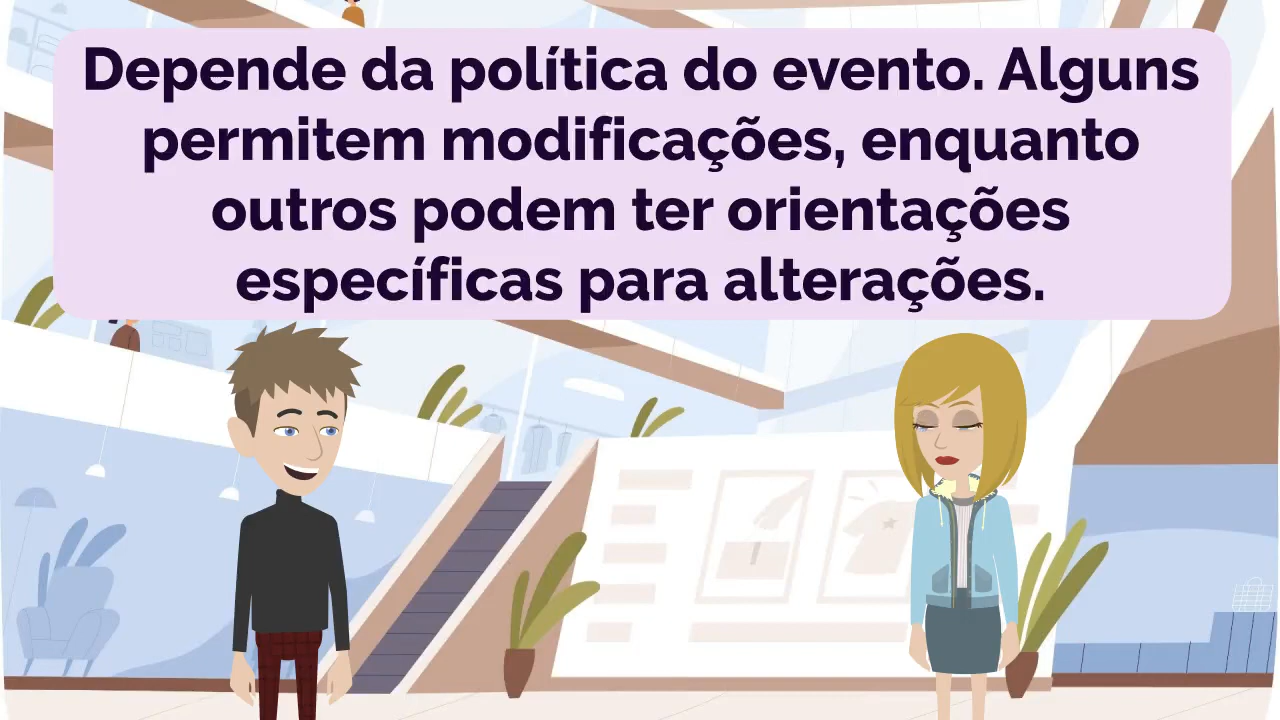 Depende da política do evento. Alguns
permitem modificações, enquanto
outros podem ter orientações
específicas para alterações.